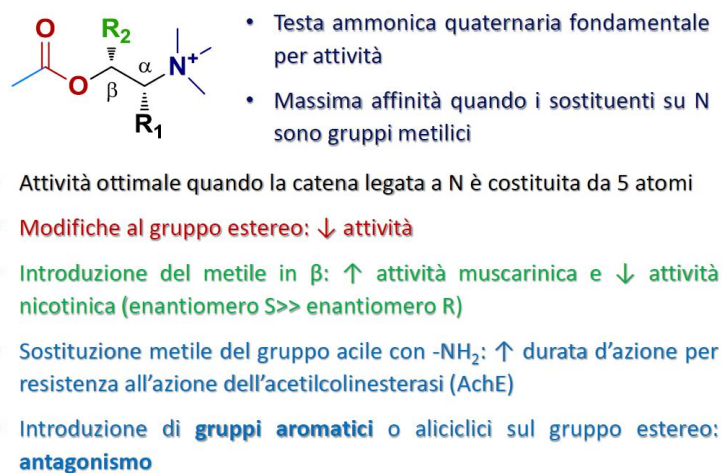 O
R2
O
β
α
N+
R1
• Testa ammonica quaternaria fondamentale
per attività
• Massima affinità quando i sostituenti su N
sono gruppi metilici
Attività ottimale quando la catena legata a N è costituita da 5 atomi
Modifiche al gruppo estereo: ↓ attività
Introduzione del metile in β: ↑ attività muscarinica e ↓ attività
nicotinica (enantiomero S>> enantiomero R)
Sostituzione metile del gruppo acile con -NH2: ↑ durata d'azione per
resistenza all'azione dell'acetilcolinesterasi (AchE)
Introduzione di gruppi aromatici o aliciclici sul gruppo estereo:
antagonismo